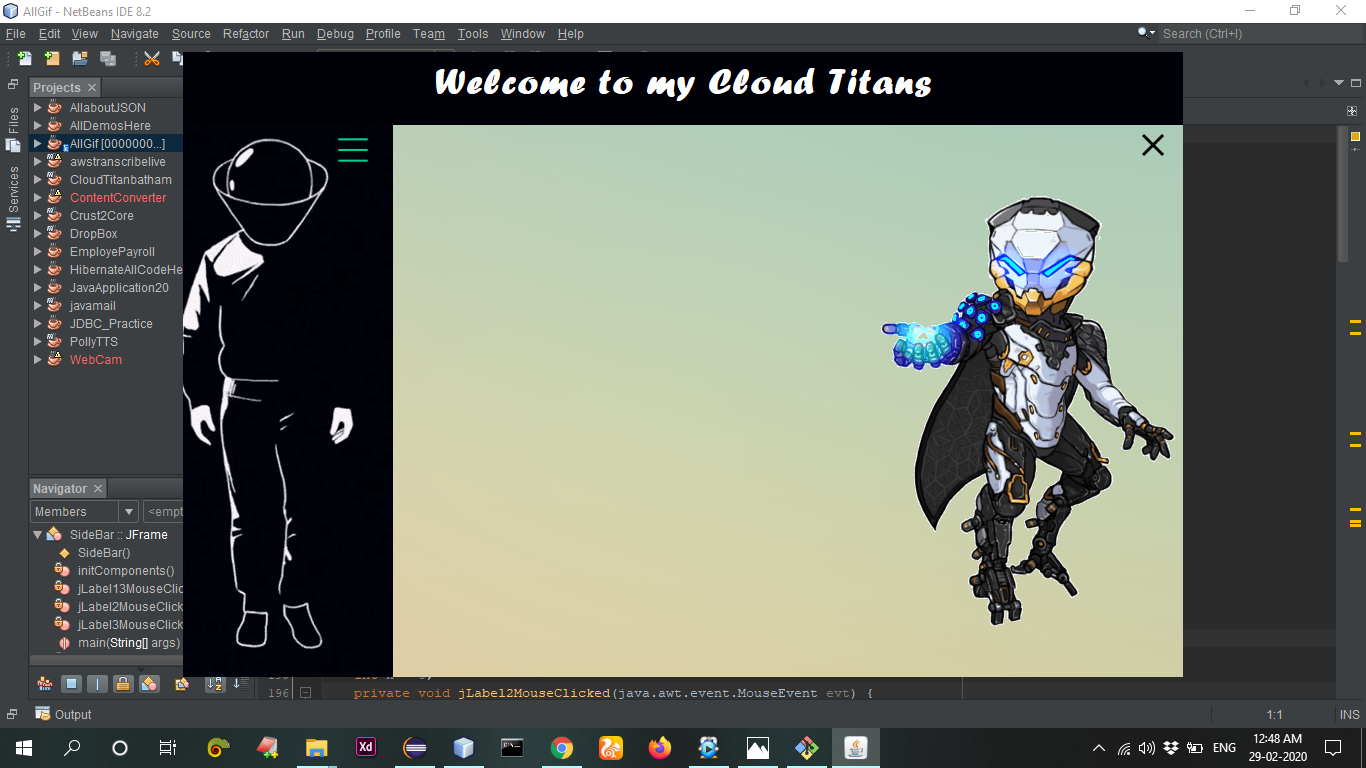 AllGif - NetBeans IDE 8.2
File Edit View Navigate Source Refactor Run Debug Profile Team Tools Window Help
Search (Ctrl+I)
Welcome to my Cloud Titans
Files
Services
Projects
AllaboutJSON
AllDemosHere
AllGif [0000000...]
awstranscribelive
CloudTitanbatham
ContentConverter
Crust2Core
DropBox
EmployePayroll
HibernateAllCodeHe
JavaApplication20
javamail
JDBC_Practice
PollyTTS
WebCam
Navigator
Members <empt
SideBar :: JFrame
SideBar()
initComponents()
jLabel13MouseClic
jLabel2MouseClick
jLabel3MouseClick
main(String[] args)
196 private void jLabel2MouseClicked(java.awt.event.MouseEvent evt) {
Output
1:1 INS
Xd
ENG
12:48 AM
29-02-2020